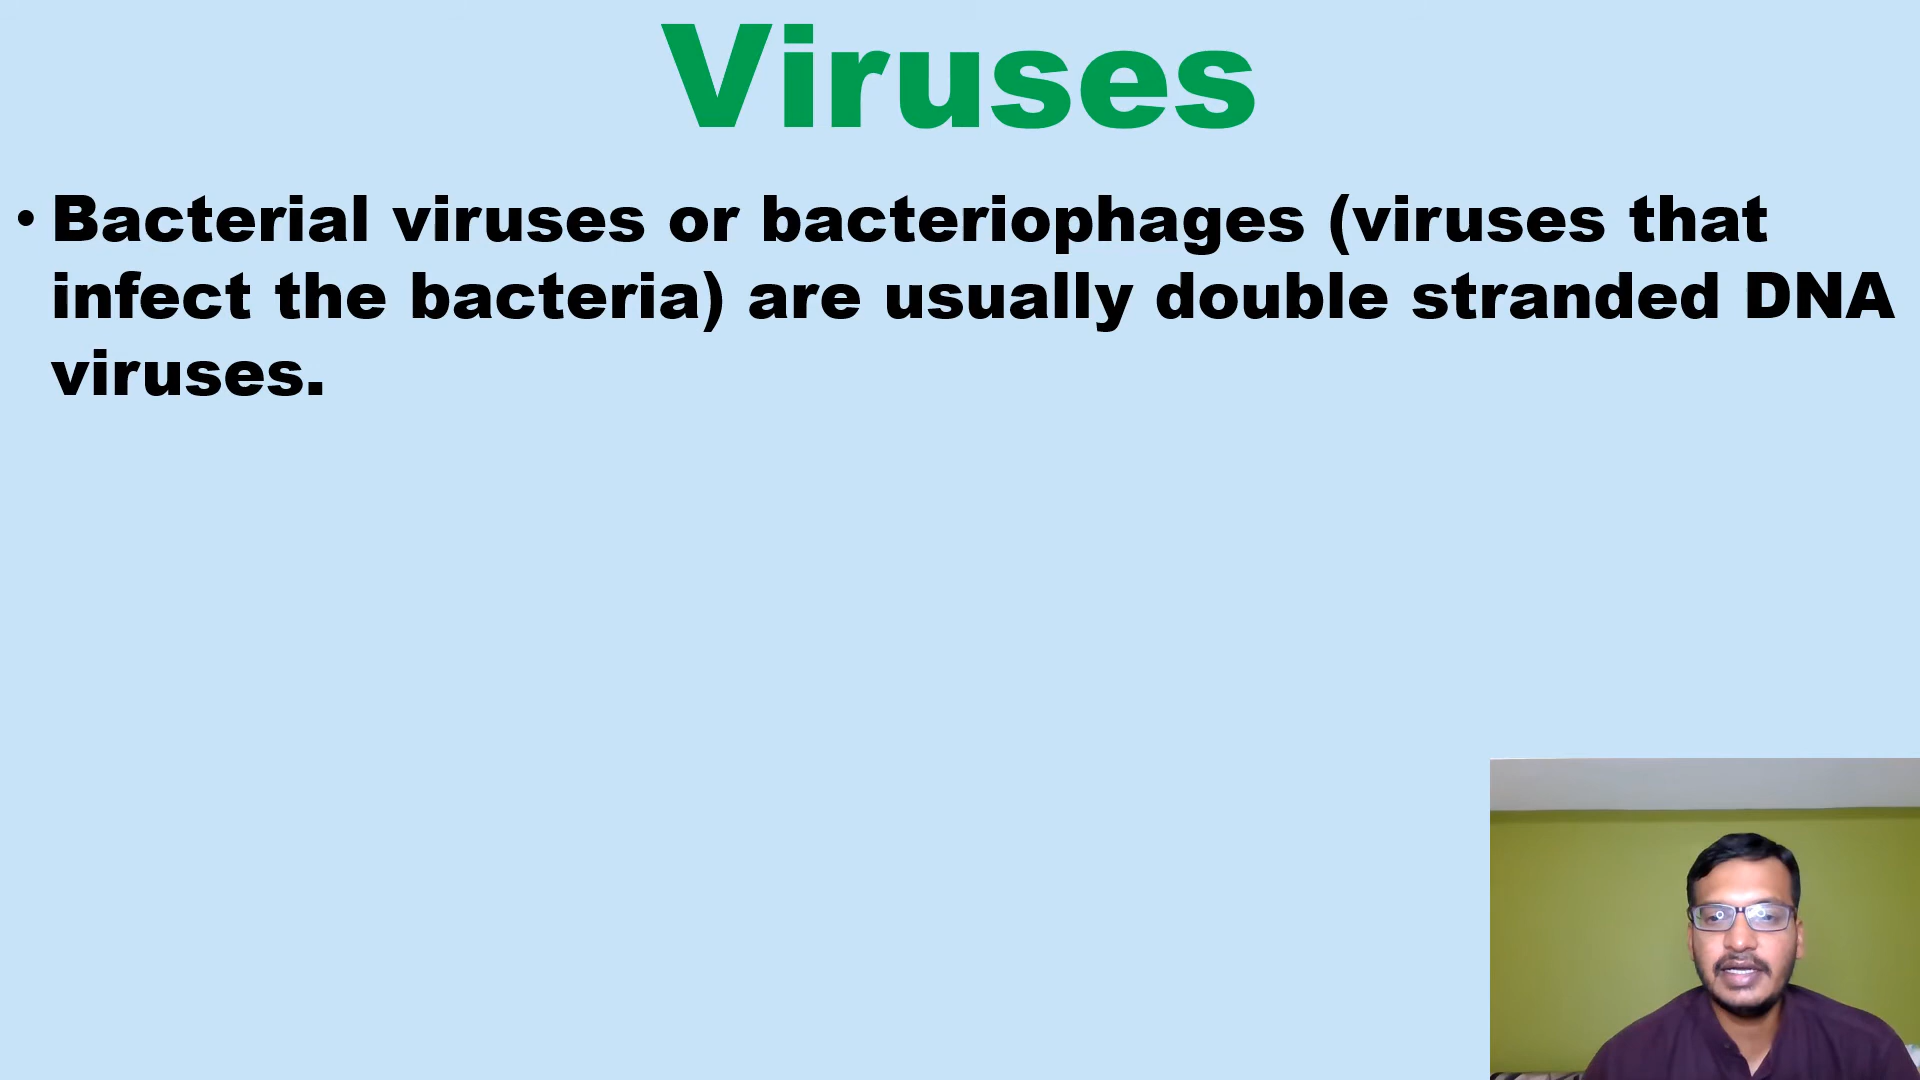 Viruses
• Bacterial viruses or bacteriophages (viruses that
infect the bacteria) are usually double stranded DNA
viruses.